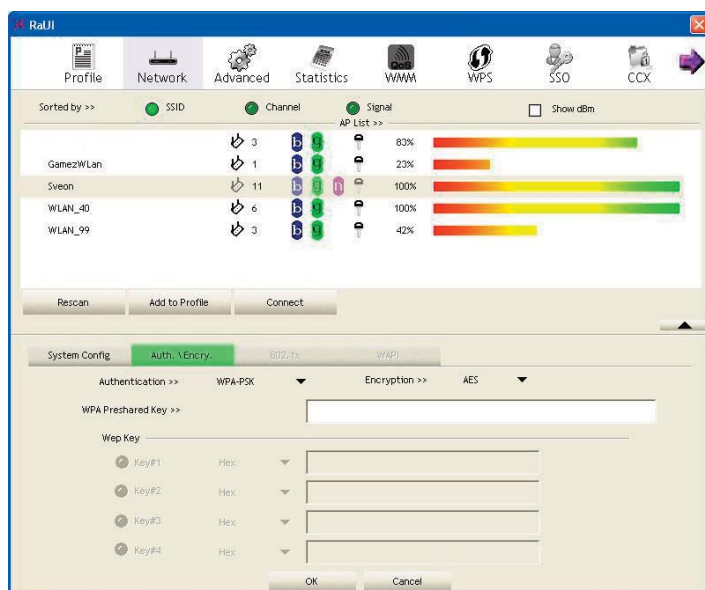 RaUI
Profile Network Advanced Statistics QoS WMM WPS SSO CCX
Sorted by >> SSID Channel Signal Show dBm
AP List >>
3 b g 83%
GamezWLan 1 b g 23%
Sveon 11 b g n 100%
WLAN_40 6 b g 100%
WLAN_99 3 b g 42%
Rescan Add to Profile Connect
System Config Auth. \ Encry. 802.1x WAPI
Authentication >> WPA-PSK Encryption >> AES
WPA Preshared Key >>
Wep Key
Key#1 Hex
Key#2 Hex
Key#3 Hex
Key#4 Hex
OK Cancel